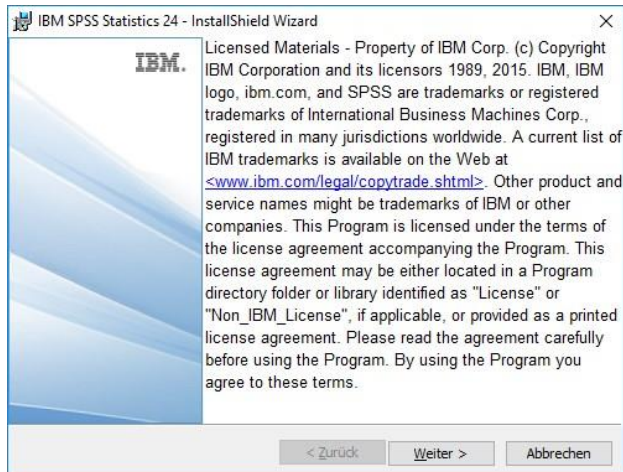 IBM SPSS Statistics 24 - InstallShield Wizard
IBM.
Licensed Materials - Property of IBM Corp. (c) Copyright
IBM Corporation and its licensors 1989, 2015. IBM, IBM
logo, ibm.com, and SPSS are trademarks or registered
trademarks of International Business Machines Corp.,
registered in many jurisdictions worldwide. A current list of
IBM trademarks is available on the Web at
<www.ibm.com/legal/copytrade.shtml>. Other product and
service names might be trademarks of IBM or other
companies. This Program is licensed under the terms of
the license agreement accompanying the Program. This
license agreement may be either located in a Program
directory folder or library identified as "License" or
"Non_IBM_License", if applicable, or provided as a printed
license agreement. Please read the agreement carefully
before using the Program. By using the Program you
agree to these terms.
< Zurück
Weiter >
Abbrechen